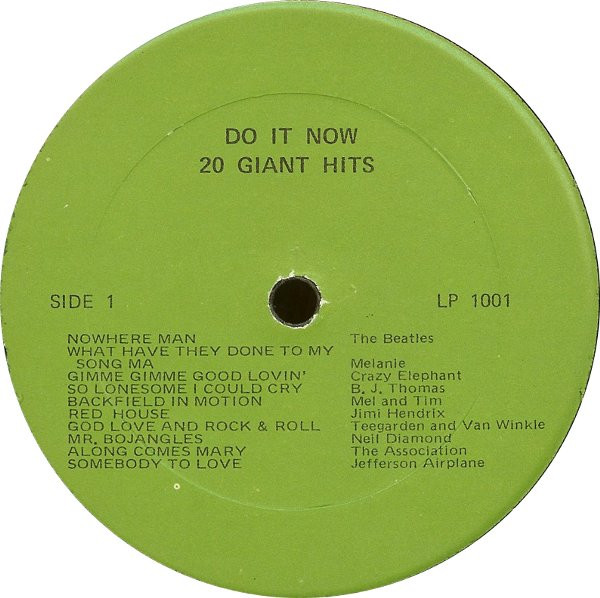 DO IT NOW
20 GIANT HITS
SIDE 1 LP 1001
NOWHERE MAN The Beatles
WHAT HAVE THEY DONE TO MY
SONG MA Melanie
GIMME GIMME GOOD LOVIN' Crazy Elephant
SO LONESOME I COULD CRY B. J. Thomas
BACKFIELD IN MOTION Mel and Tim
RED HOUSE Jimi Hendrix
GOD LOVE AND ROCK & ROLL Teegarden and Van Winkle
MR. BOJANGLES Neil Diamond
ALONG COMES MARY The Association
SOMEBODY TO LOVE Jefferson Airplane